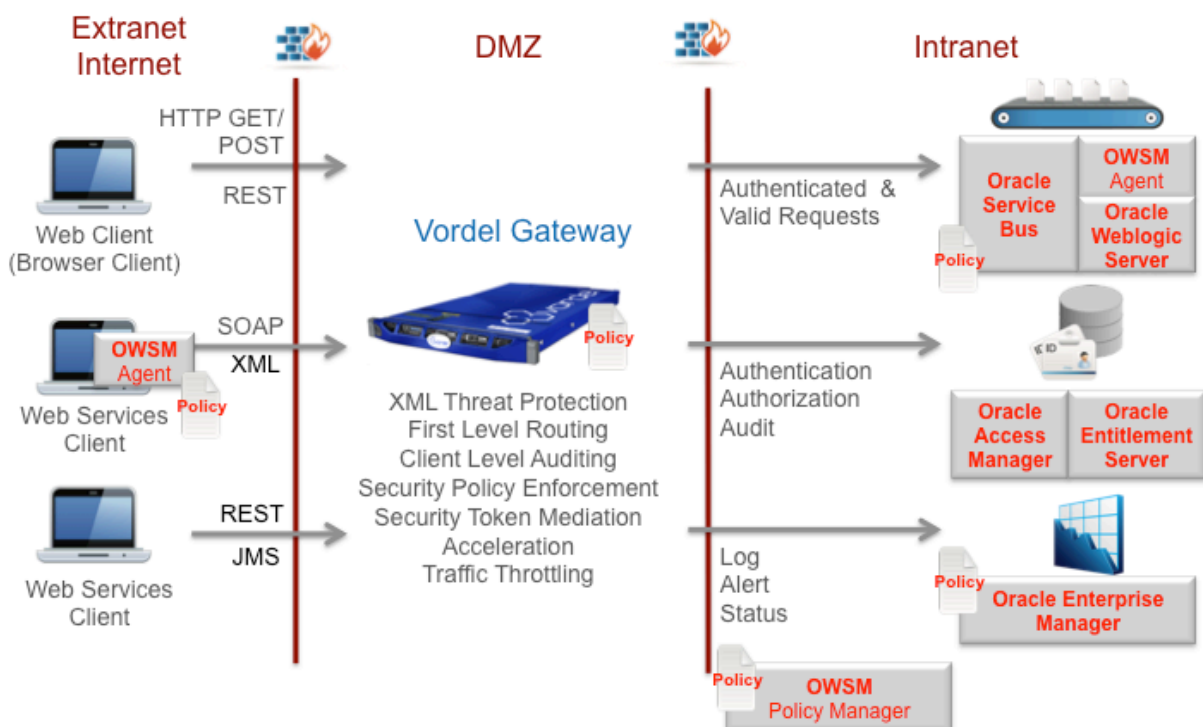 Extranet
Internet
DMZ
Intranet
HTTP GET/
POST
REST
Web Client
(Browser Client)
SOAP
XML
OWSM
Agent
Policy
Web Services
Client
REST
JMS
Web Services
Client
Vordel Gateway
Policy
XML Threat Protection
First Level Routing
Client Level Auditing
Security Policy Enforcement
Security Token Mediation
Acceleration
Traffic Throttling
Authenticated &
Valid Requests
Oracle
Service
Bus
OWSM
Agent
Oracle
Weblogic
Server
Policy
Authentication
Authorization
Audit
ID
Oracle
Access
Manager
Oracle
Entitlement
Server
Log
Alert
Status
Policy
Oracle Enterprise
Manager
Policy
OWSM
Policy Manager